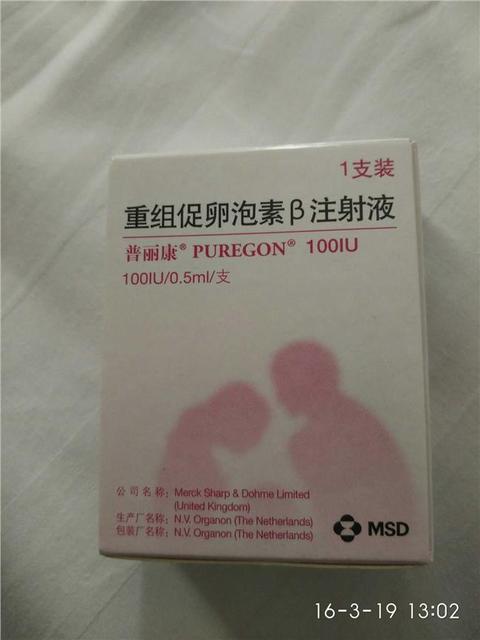 1支装
重组促卵泡素β注射液
普丽康® PUREGON® 100IU
100IU/0.5ml/支
公司名称：Merck Sharp & Dohme Limited
(United Kingdom)
生产厂名称：N.V. Organon (The Netherlands)
包装厂名称：N.V. Organon (The Netherlands)
MSD
16-3-19 13:02